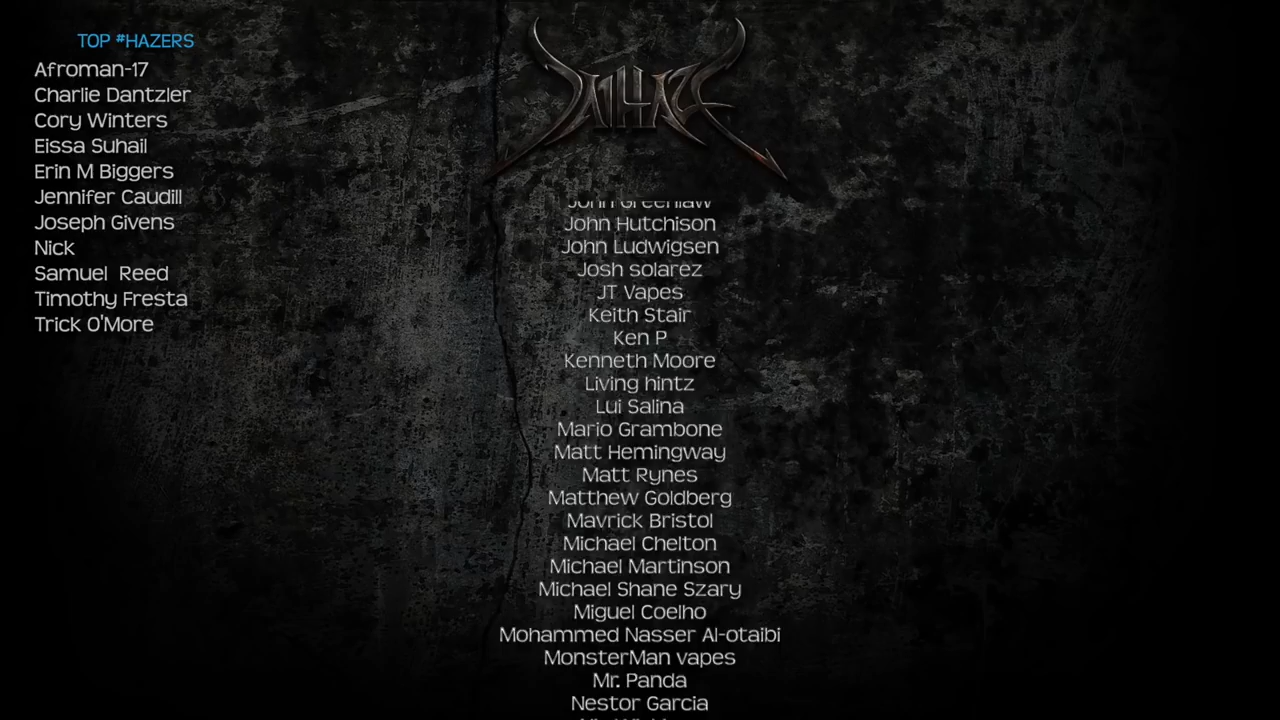 TOP #HAZERS
Afroman-17
Charlie Dantzler
Cory Winters
Eissa Suhail
Erin M Biggers
Jennifer Caudill
Joseph Givens
Nick
Samuel Reed
Timothy Fresta
Trick O'More
John Greenlaw
John Hutchison
John Ludwigsen
Josh solarez
JT Vapes
Keith Stair
Ken P
Kenneth Moore
Living hintz
Lui Salina
Mario Grambone
Matt Hemingway
Matt Rynes
Matthew Goldberg
Mavrick Bristol
Michael Chelton
Michael Martinson
Michael Shane Szary
Miguel Coelho
Mohammed Nasser Al-otaibi
MonsterMan vapes
Mr. Panda
Nestor Garcia